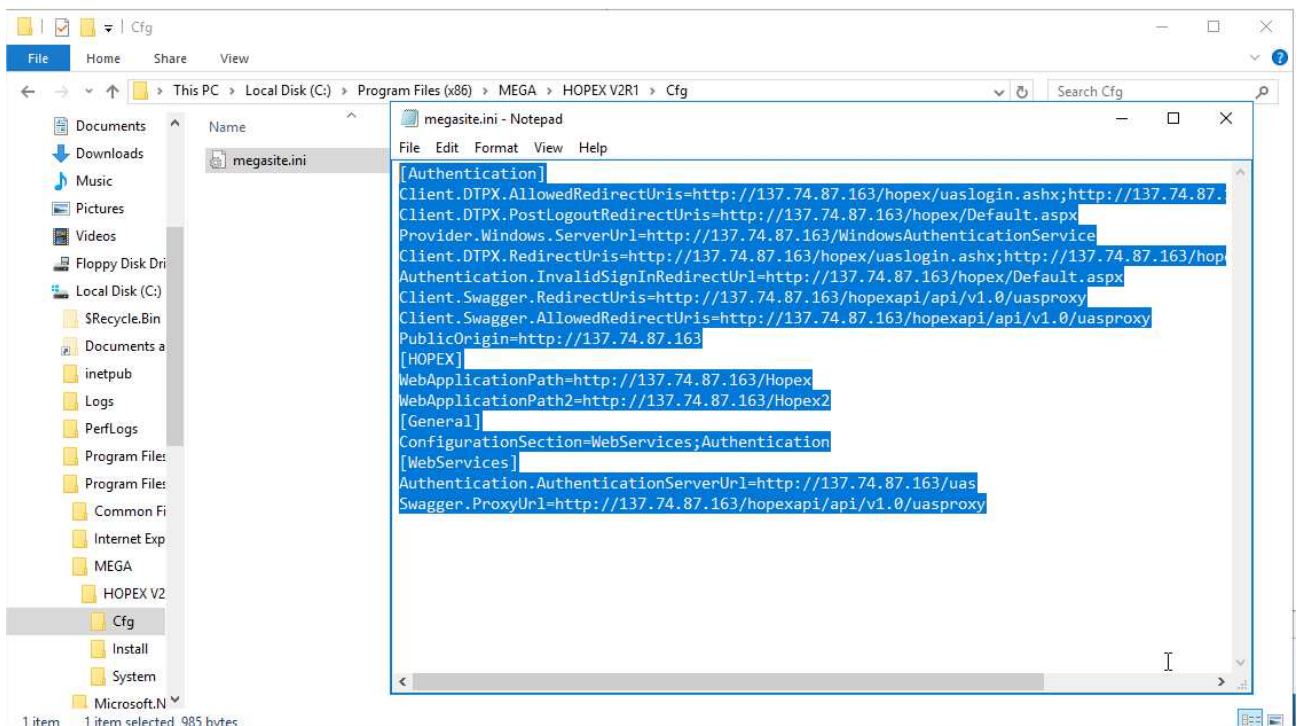 Cfg
File Home Share View
This PC > Local Disk (C:) > Program Files (x86) > MEGA > HOPEX V2R1 > Cfg
Search Cfg
Documents
Downloads
Music
Pictures
Videos
Floppy Disk Dri
Local Disk (C:)
$Recycle.Bin
Documents a
inetpub
Logs
PerfLogs
Program Files
Program Files
Common Fi
Internet Exp
MEGA
HOPEX V2
Cfg
Install
System
Microsoft.N
Name
megasite.ini
megasite.ini - Notepad
File Edit Format View Help
[Authentication]
Client.DTPX.AllowedRedirectUris=http://137.74.87.163/hopex/uaslogin.ashx;http://137.74.87.
Client.DTPX.PostLogoutRedirectUris=http://137.74.87.163/hopex/Default.aspx
Provider.Windows.ServerUrl=http://137.74.87.163/WindowsAuthenticationService
Client.DTPX.RedirectUris=http://137.74.87.163/hopex/uaslogin.ashx;http://137.74.87.163/hope
Authentication.InvalidSignInRedirectUrl=http://137.74.87.163/hopex/Default.aspx
Client.Swagger.RedirectUris=http://137.74.87.163/hopexapi/api/v1.0/uasproxy
Client.Swagger.AllowedRedirectUris=http://137.74.87.163/hopexapi/api/v1.0/uasproxy
PublicOrigin=http://137.74.87.163
[HOPEX]
WebApplicationPath=http://137.74.87.163/Hopex
WebApplicationPath2=http://137.74.87.163/Hopex2
[General]
ConfigurationSection=WebServices;Authentication
[WebServices]
Authentication.AuthenticationServerUrl=http://137.74.87.163/uas
Swagger.ProxyUrl=http://137.74.87.163/hopexapi/api/v1.0/uasproxy
1 item 1 item selected 985 bytes